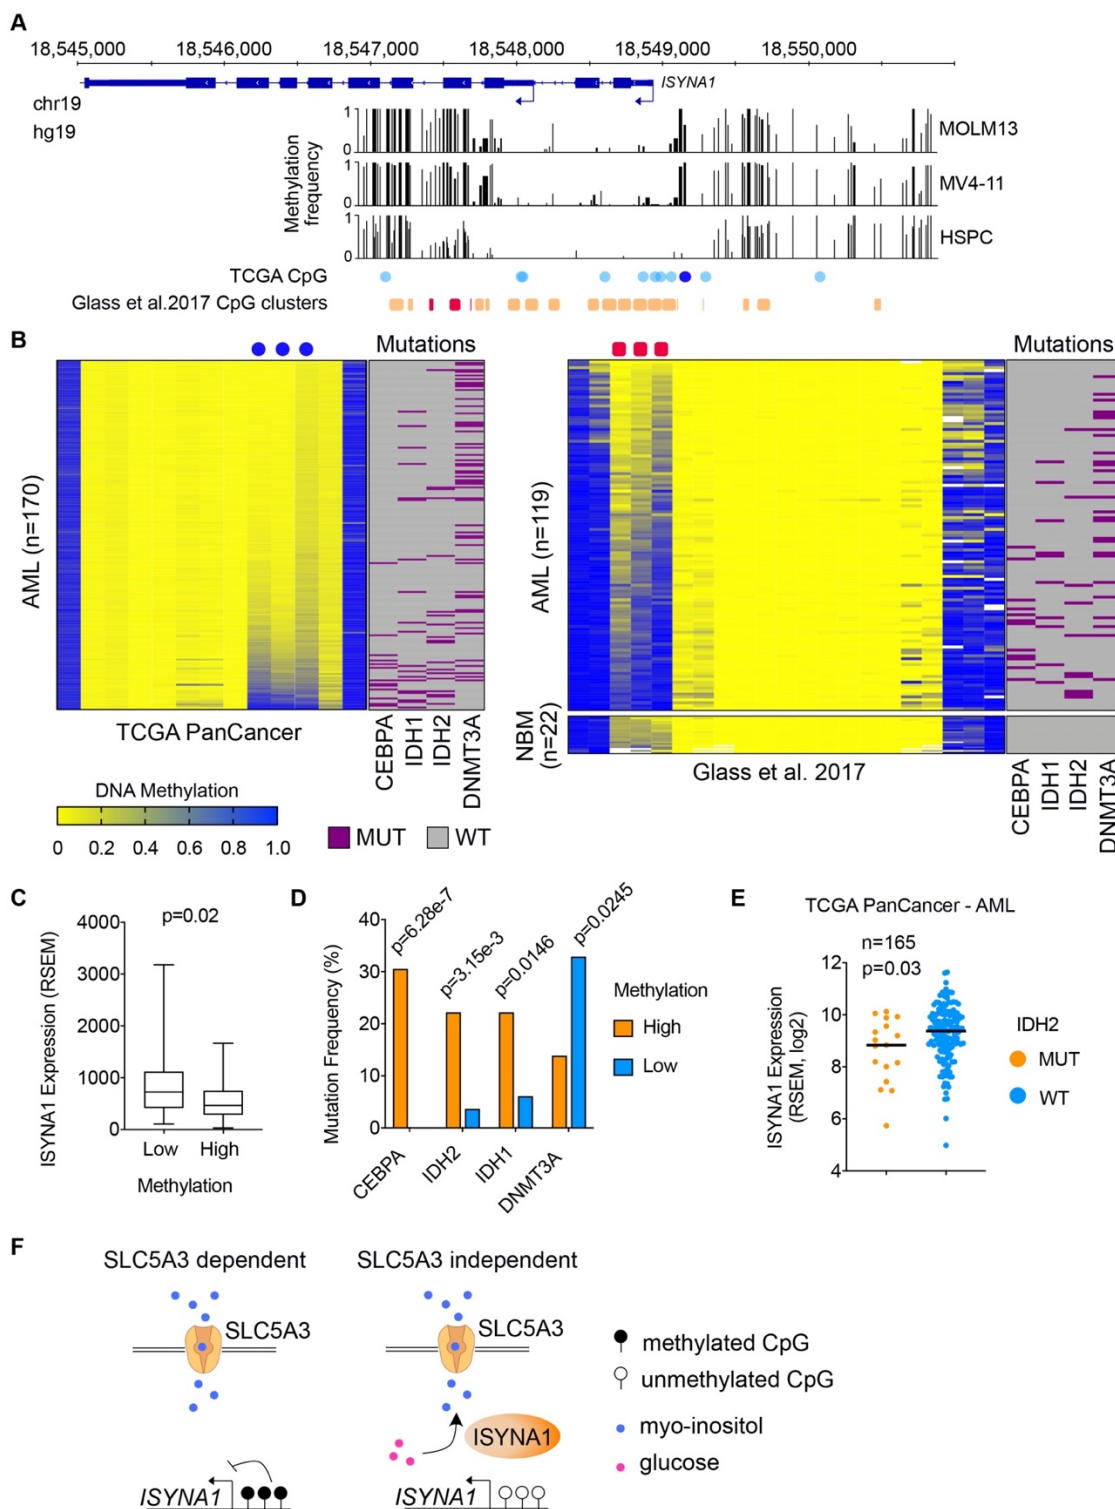 A
18,545,000 18,546,000 18,547,000 18,548,000 18,549,000 18,550,000
ISYNA1
chr19
hg19
Methylation
frequency
1
0
MOLM13
1
0
MV4-11
1
0
HSPC
TCGA CpG
Glass et al.2017 CpG clusters
B
Mutations
AML (n=170)
TCGA PanCancer
CEBPA
IDH1
IDH2
DNMT3A
Mutations
AML (n=119)
NBM
(n=22)
Glass et al. 2017
CEBPA
IDH1
IDH2
DNMT3A
DNA Methylation
0 0.2 0.4 0.6 0.8 1.0
MUT WT
C
p=0.02
ISYNA1 Expression (RSEM)
4000
3000
2000
1000
0
Low High
Methylation
D
Mutation Frequency (%)
40
30
20
10
0
p=6.28e-7
p=3.15e-3
p=0.0146
p=0.0245
CEBPA
IDH2
IDH1
DNMT3A
Methylation
High
Low
E
TCGA PanCancer - AML
n=165
p=0.03
ISYNA1 Expression
(RSEM, log2)
12
10
8
6
4
IDH2
MUT
WT
F
SLC5A3 dependent
SLC5A3
ISYNA1
SLC5A3 independent
SLC5A3
ISYNA1
ISYNA1
methylated CpG
unmethylated CpG
myo-inositol
glucose